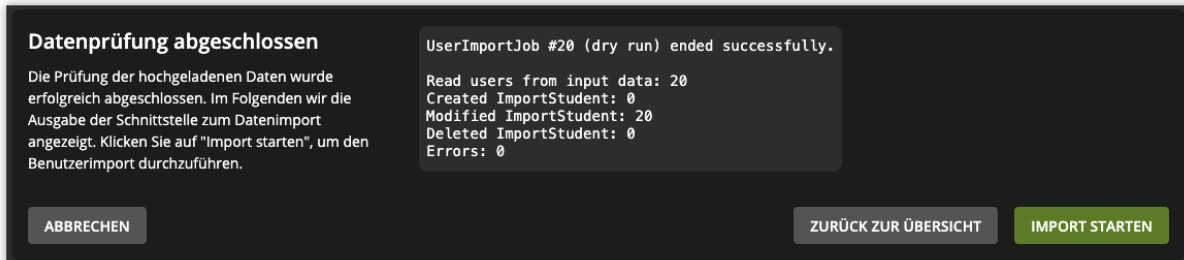 Datenprüfung abgeschlossen
Die Prüfung der hochgeladenen Daten wurde
erfolgreich abgeschlossen. Im Folgenden wir die
Ausgabe der Schnittstelle zum Datenimport
angezeigt. Klicken Sie auf "Import starten", um den
Benutzerimport durchzuführen.
UserImportJob #20 (dry run) ended successfully.
Read users from input data: 20
Created ImportStudent: 0
Modified ImportStudent: 20
Deleted ImportStudent: 0
Errors: 0
ABBRECHEN
ZURÜCK ZUR ÜBERSICHT
IMPORT STARTEN